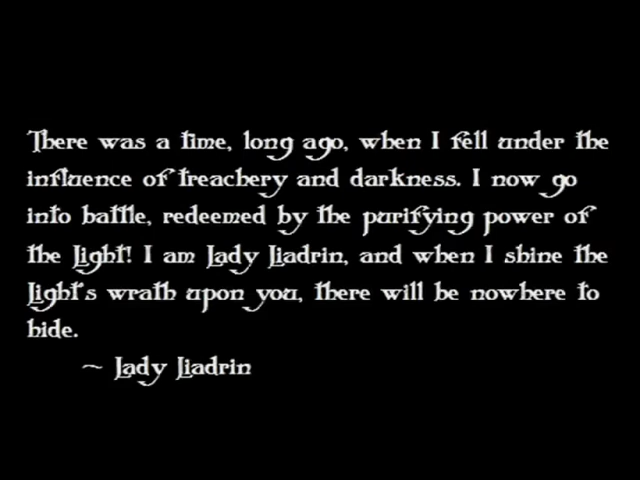 There was a time, long ago, when I fell under the
influence of treachery and darkness. I now go
into battle, redeemed by the purifying power of
the Light! I am Lady Liadrin, and when I shine the
Light's wrath upon you, there will be nowhere to
hide.
~ Lady Liadrin